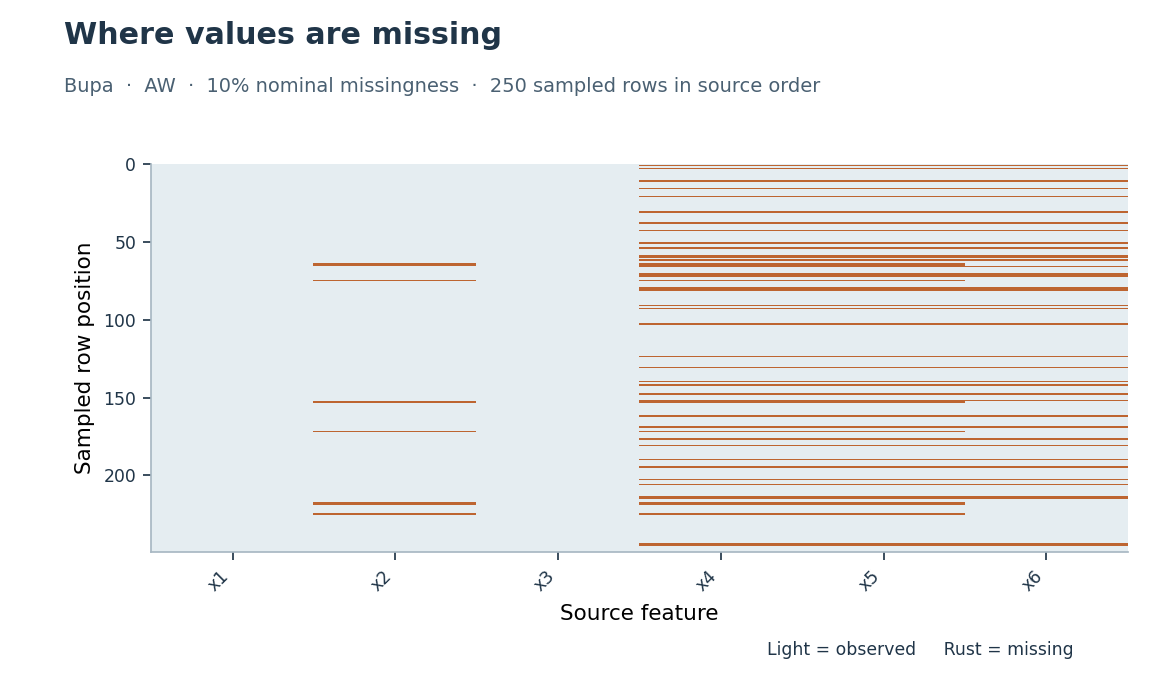 Where values are missing
Bupa · AW · 10% nominal missingness · 250 sampled rows in source order
0
50
100
150
200
Sampled row position
x1 x2 x3 x4 x5 x6
Source feature
Light = observed Rust = missing